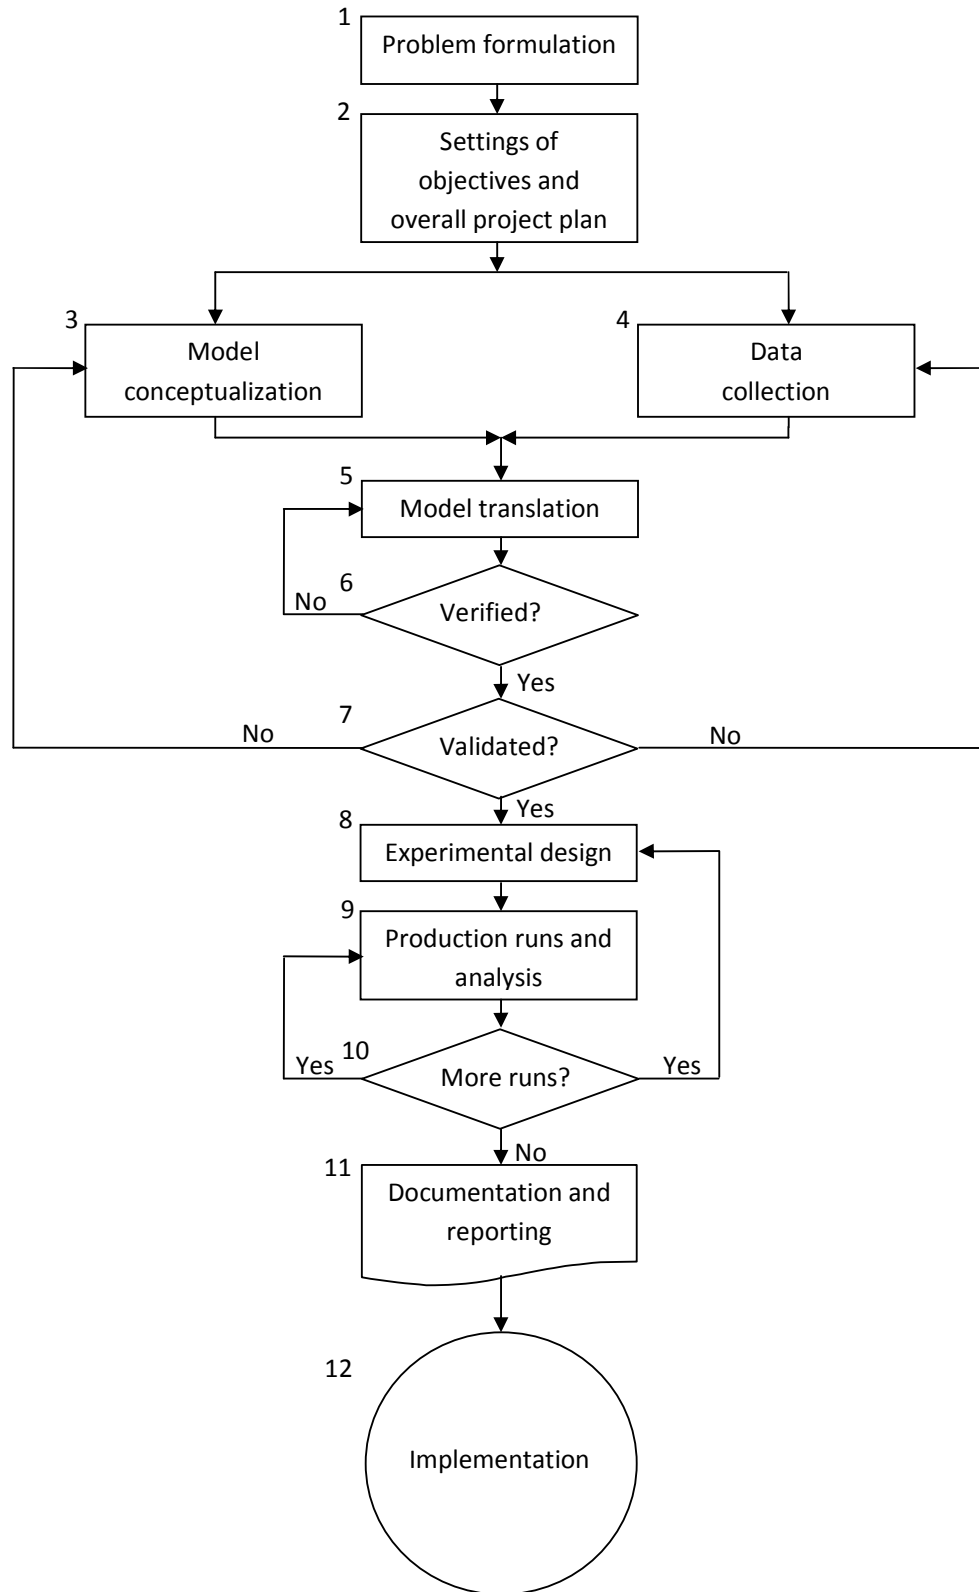 1
Problem formulation
2
Settings of
objectives and
overall project plan
3
Model
conceptualization
4
Data
collection
5
Model translation
6
No
Verified?
Yes
7
No
Validated?
No
Yes
8
Experimental design
9
Production runs and
analysis
10
Yes
More runs?
Yes
No
11
Documentation and
reporting
12
Implementation